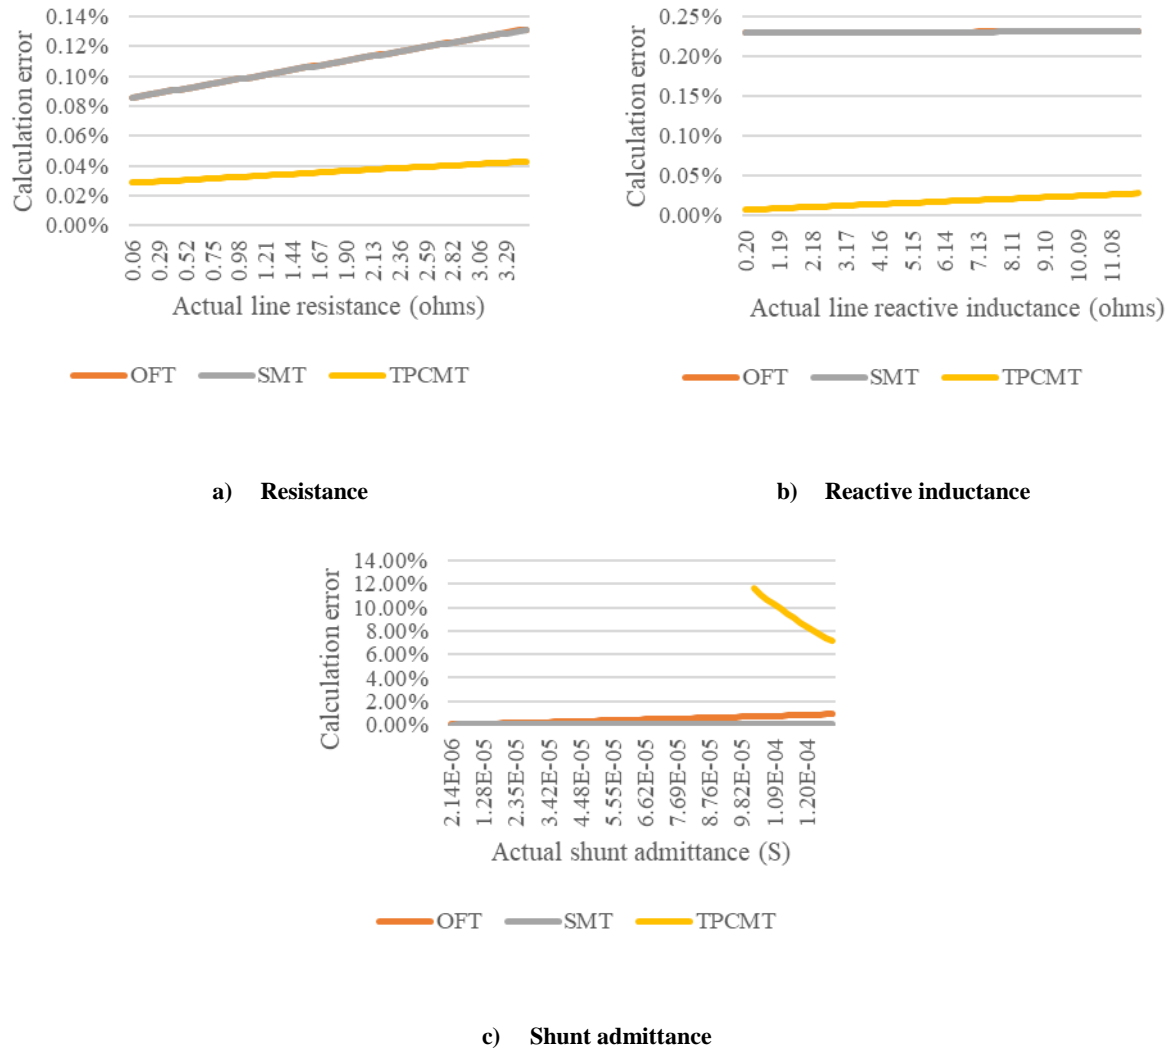 Calculation error
0.14%
0.12%
0.10%
0.08%
0.06%
0.04%
0.02%
0.00%
0.06 0.29 0.52 0.75 0.98 1.21 1.44 1.67 1.90 2.13 2.36 2.59 2.82 3.06 3.29
Actual line resistance (ohms)
OFT SMT TPCMT
a) Resistance
Calculation error
0.25%
0.20%
0.15%
0.10%
0.05%
0.00%
0.20 1.19 2.18 3.17 4.16 5.15 6.14 7.13 8.11 9.10 10.09 11.08
Actual line reactive inductance (ohms)
OFT SMT TPCMT
b) Reactive inductance
Calculation error
14.00%
12.00%
10.00%
8.00%
6.00%
4.00%
2.00%
0.00%
2.14E-06 1.28E-05 2.35E-05 3.42E-05 4.48E-05 5.55E-05 6.62E-05 7.69E-05 8.76E-05 9.82E-05 1.09E-04 1.20E-04
Actual shunt admittance (S)
OFT SMT TPCMT
c) Shunt admittance